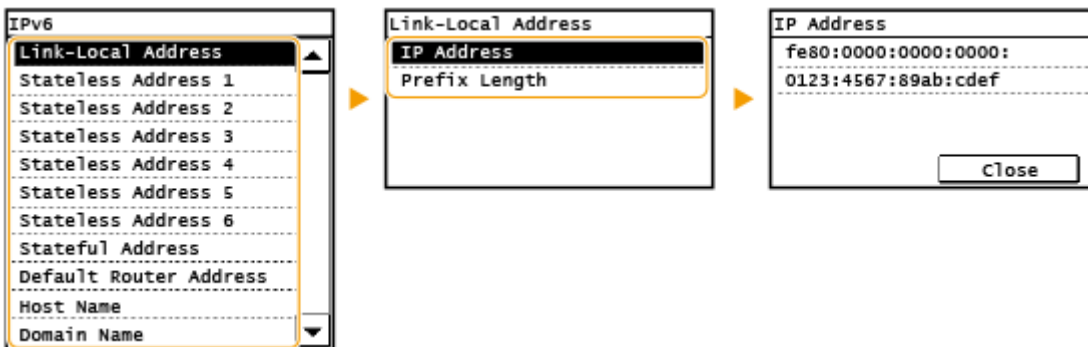 IPv6
Link-Local Address
Stateless Address 1
Stateless Address 2
Stateless Address 3
Stateless Address 4
Stateless Address 5
Stateless Address 6
Stateful Address
Default Router Address
Host Name
Domain Name
Link-Local Address
IP Address
Prefix Length
IP Address
fe80:0000:0000:0000:
0123:4567:89ab:cdef
Close